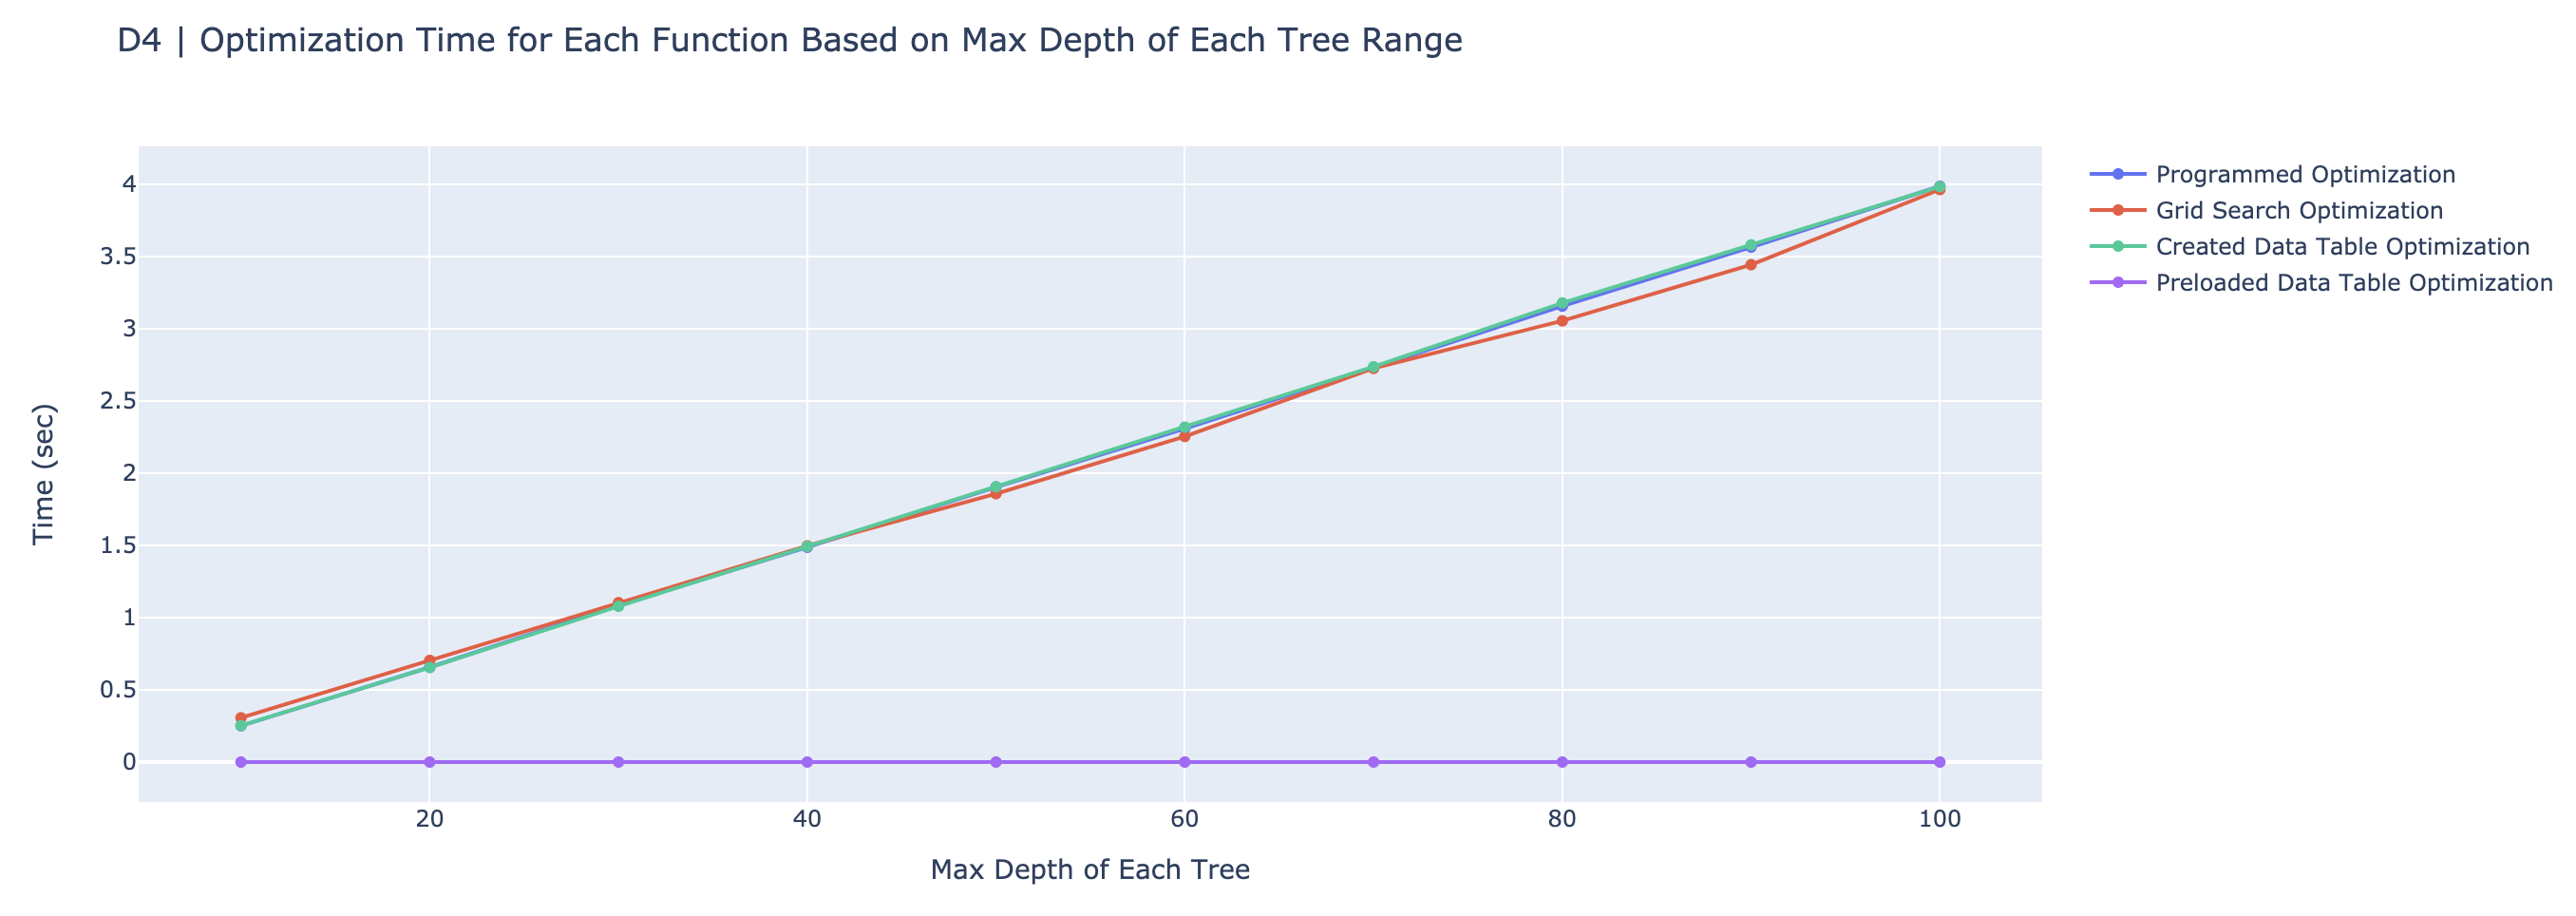 D4 | Optimization Time for Each Function Based on Max Depth of Each Tree Range
Programmed Optimization
Grid Search Optimization
Created Data Table Optimization
Preloaded Data Table Optimization
Time (sec)
4
3.5
3
2.5
2
1.5
1
0.5
0
20
40
60
80
100
Max Depth of Each Tree